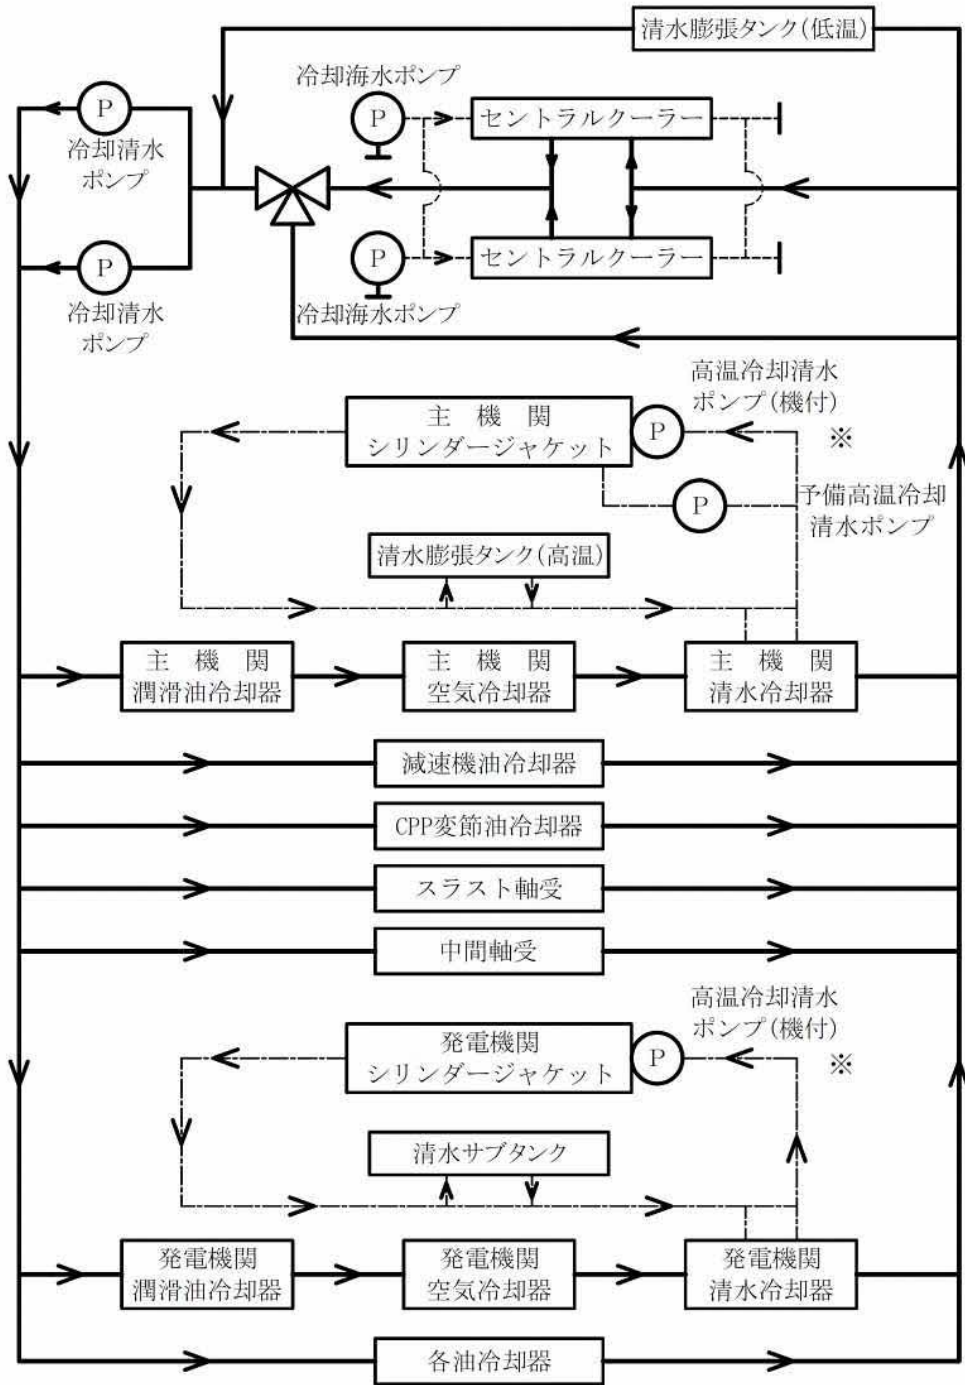 清水膨張タンク(低温)
冷却海水ポンプ
P
P
セントラルクーラー
冷却清水
ポンプ
P
P
セントラルクーラー
冷却清水
ポンプ
冷却海水ポンプ
高温冷却清水
ポンプ(機付)
※
主機関
シリンダージャケット
P
P
予備高温冷却
清水ポンプ
清水膨張タンク(高温)
主機関
潤滑油冷却器
主機関
空気冷却器
主機関
清水冷却器
減速機油冷却器
CPP変節油冷却器
スラスト軸受
中間軸受
高温冷却清水
ポンプ(機付)
※
発電機関
シリンダージャケット
P
清水サブタンク
発電機関
潤滑油冷却器
発電機関
空気冷却器
発電機関
清水冷却器
各油冷却器